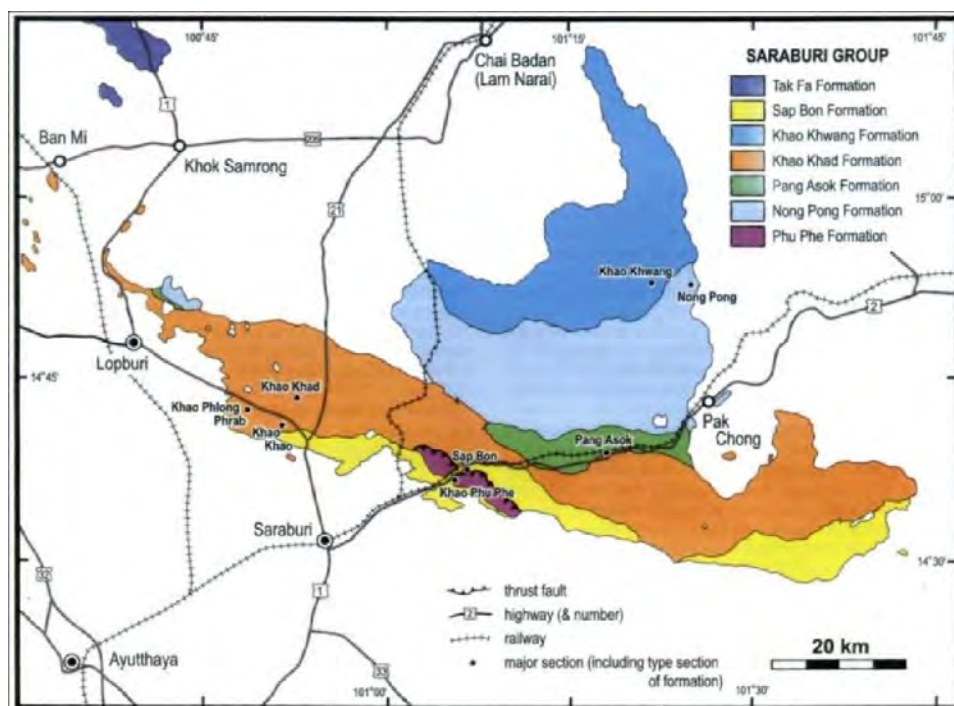 100°45'
101°15'
101°45'
Chai Badan
(Lam Narai)
SARABURI GROUP
Tak Fa Formation
Sap Bon Formation
Khao Khwang Formation
Khao Khad Formation
Pang Asok Formation
Nong Pong Formation
Phu Phe Formation
1
Ban Mi
Khok Samrong
21
15°00'
Khao Khwang
Nong Pong
2
Lopburi
14°45'
Khao Khad
Khao Phlong
Phrab
Khao
Khao
Pak
Chong
Pang Asok
Sap Bon
Khao Phu Phe
Saraburi
14°30'
32
1
33
Ayutthaya
thrust fault
2
highway (& number)
railway
major section (including type section
of formation)
20 km
101°00'
101°30'